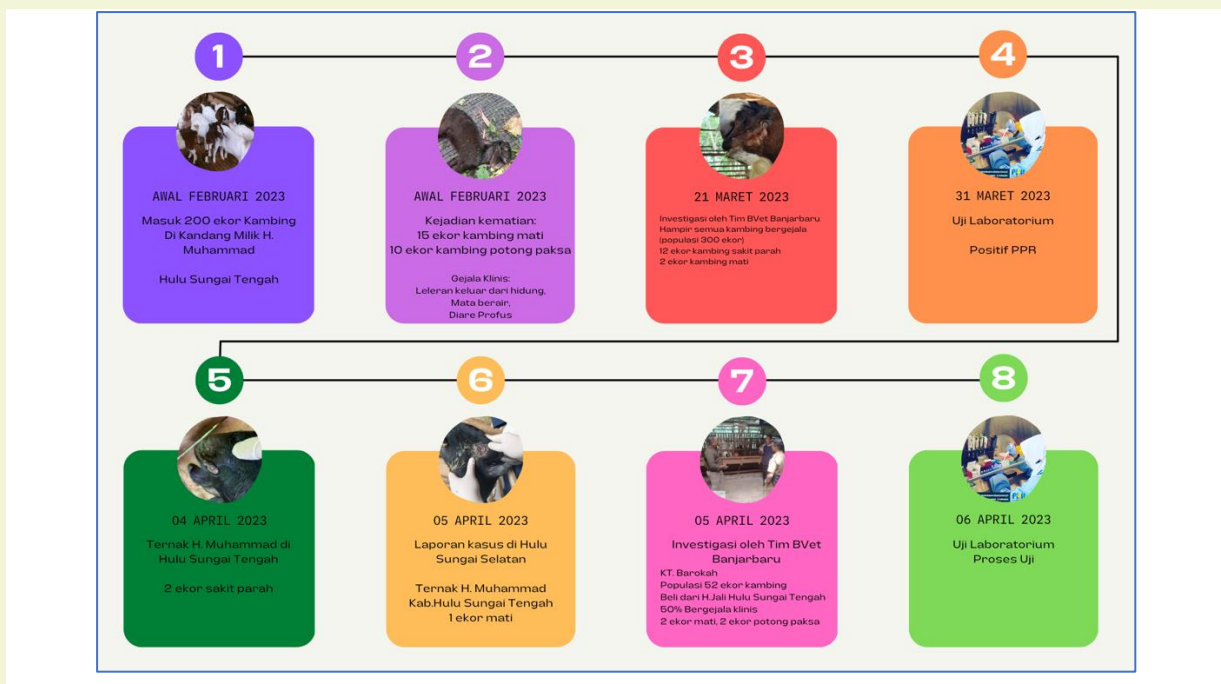 1
AWAL FEBRUARI 2023
Masuk 200 ekor Kambing
Di Kandang Milik H.
Muhammad
Hulu Sungai Tengah
2
AWAL FEBRUARI 2023
Kejadian kematian:
15 ekor kambing mati
10 ekor kambing potong paksa
Gejala Klinis:
Leleran keluar dari hidung,
Mata berair,
Diare Profus
3
21 MARET 2023
Investigasi oleh Tim BVet Banjarbaru
Hampir semua kambing bergejala
(populasi 300 ekor)
12 ekor kambing sakit parah
2 ekor kambing mati
4
31 MARET 2023
Uji Laboratorium
Positif PPR
5
04 APRIL 2023
Ternak H. Muhammad di
Hulu Sungai Tengah
2 ekor sakit parah
6
05 APRIL 2023
Laporan kasus di Hulu
Sungai Selatan
Ternak H. Muhammad
Kab.Hulu Sungai Tengah
1 ekor mati
7
05 APRIL 2023
Investigasi oleh Tim BVet
Banjarbaru
KT. Barokah
Populasi 52 ekor kambing
Beli dari H.Jali Hulu Sungai Tengah
50% Bergejala klinis
2 ekor mati, 2 ekor potong paksa
8
06 APRIL 2023
Uji Laboratorium
Proses Uji